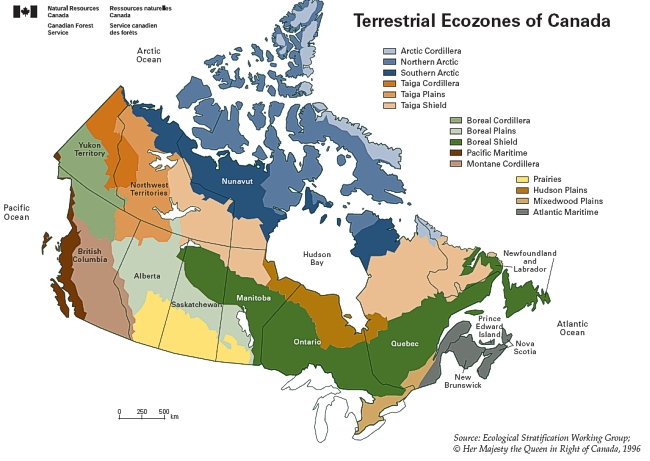 Natural Resources
Canada
Canadian Forest
Service
Ressources naturelles
Canada
Service canadien
des forêts
Terrestrial Ecozones of Canada
Arctic
Ocean
Arctic Cordillera
Northern Arctic
Southern Arctic
Taiga Cordillera
Taiga Plains
Taiga Shield
Boreal Cordillera
Boreal Plains
Boreal Shield
Pacific Maritime
Montane Cordillera
Prairies
Hudson Plains
Mixedwood Plains
Atlantic Maritime
Yukon
Territory
Northwest
Territories
Nunavut
Pacific
Ocean
British
Columbia
Alberta
Saskatchewan
Manitoba
Hudson
Bay
Ontario
Quebec
Newfoundland
and
Labrador
Prince
Edward
Island
Nova
Scotia
New
Brunswick
Atlantic
Ocean
0 250 500 km
Source: Ecological Stratification Working Group;
© Her Majesty the Queen in Right of Canada, 1996